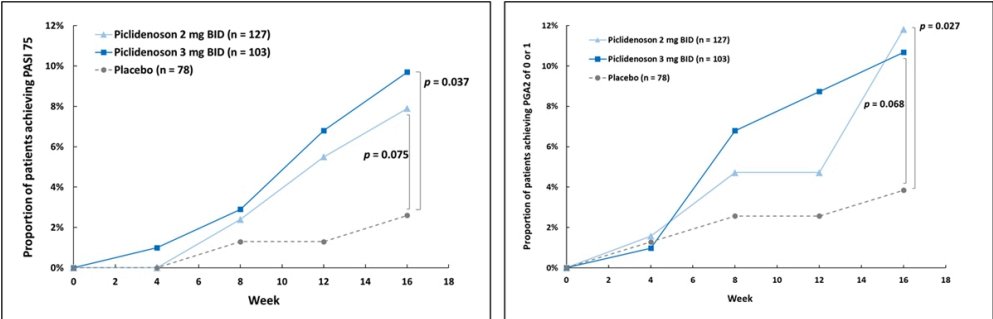 Proportion of patients achieving PASI 75
12%
10%
8%
6%
4%
2%
0%
Piclidenoson 2 mg BID (n = 127)
Piclidenoson 3 mg BID (n = 103)
Placebo (n = 78)
p = 0.037
p = 0.075
0 2 4 6 8 10 12 14 16 18
Week
Proportion of patients achieving PGA2 of 0 or 1
12%
10%
8%
6%
4%
2%
0%
Piclidenoson 2 mg BID (n = 127)
Piclidenoson 3 mg BID (n = 103)
Placebo (n = 78)
p = 0.027
p = 0.068
0 2 4 6 8 10 12 14 16 18
Week